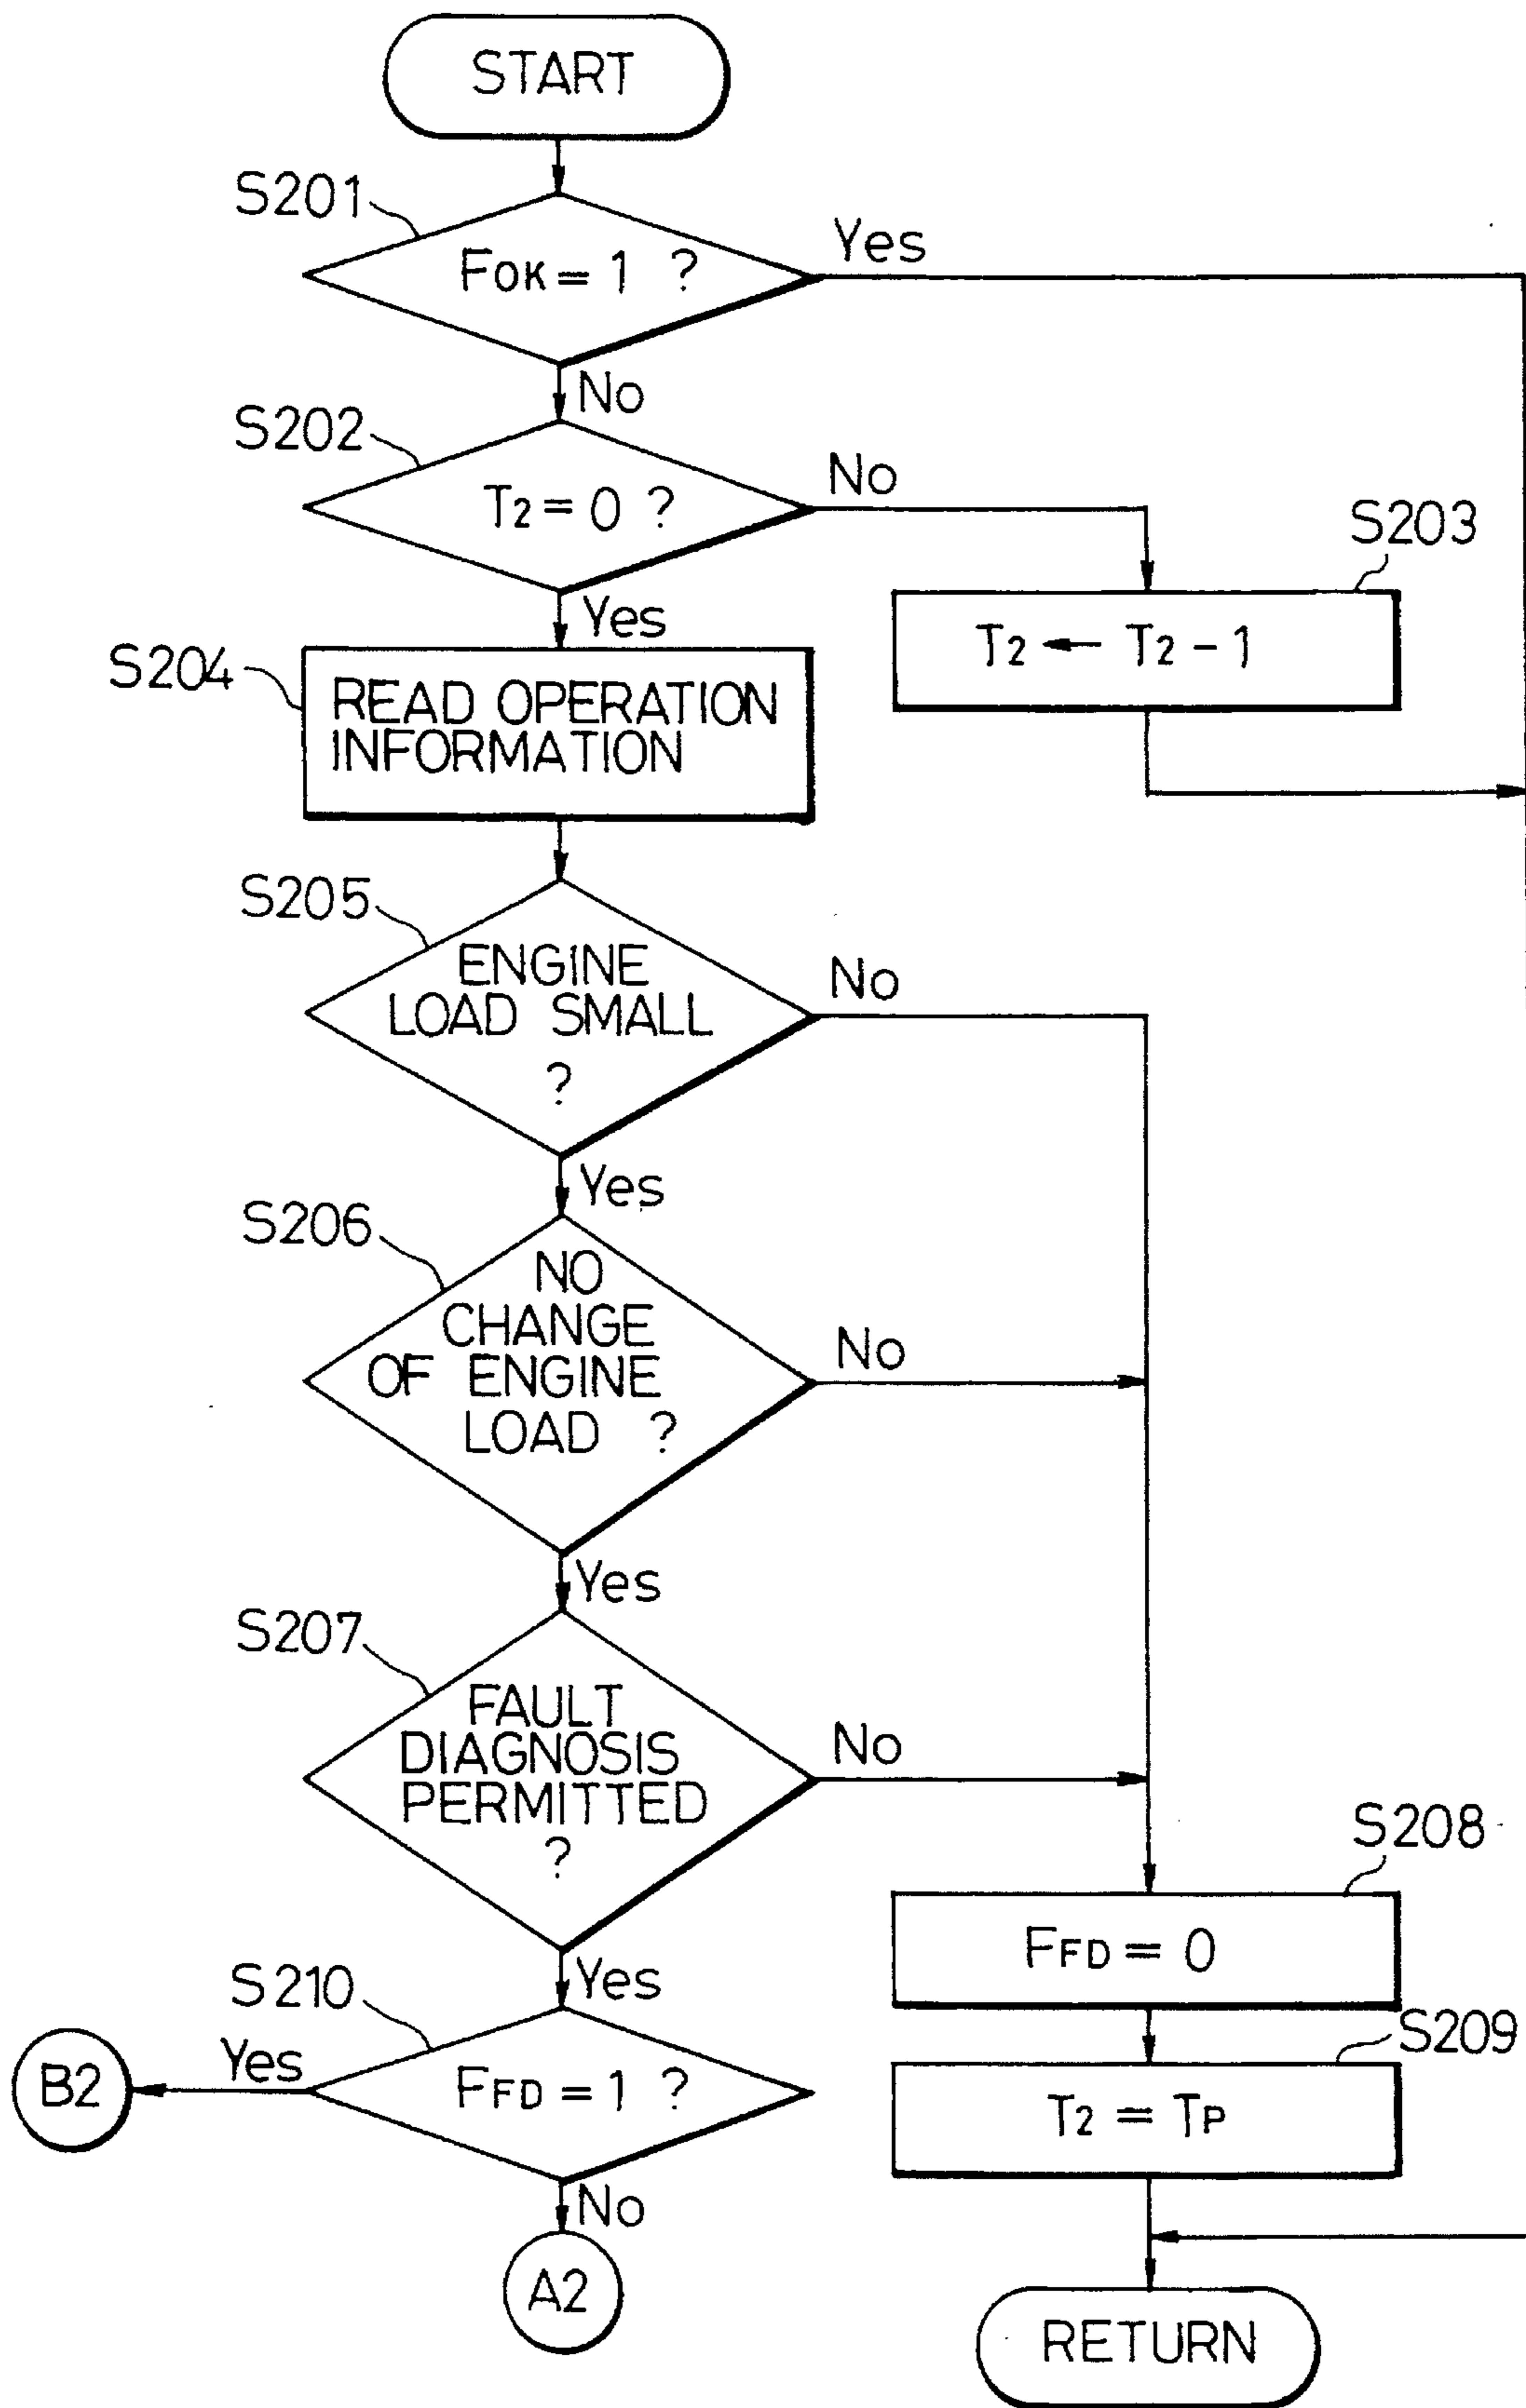 START
S201
FOK = 1 ?
Yes
No
S202
T2 = 0 ?
No
S203
T2 ← T2 - 1
Yes
S204
READ OPERATION
INFORMATION
S205
ENGINE
LOAD SMALL
?
No
Yes
S206
NO
CHANGE
OF ENGINE
LOAD ?
No
Yes
S207
FAULT
DIAGNOSIS
PERMITTED
?
No
S208
FFD = 0
Yes
S210
S209
B2
Yes
FFD = 1 ?
T2 = TP
No
A2
RETURN